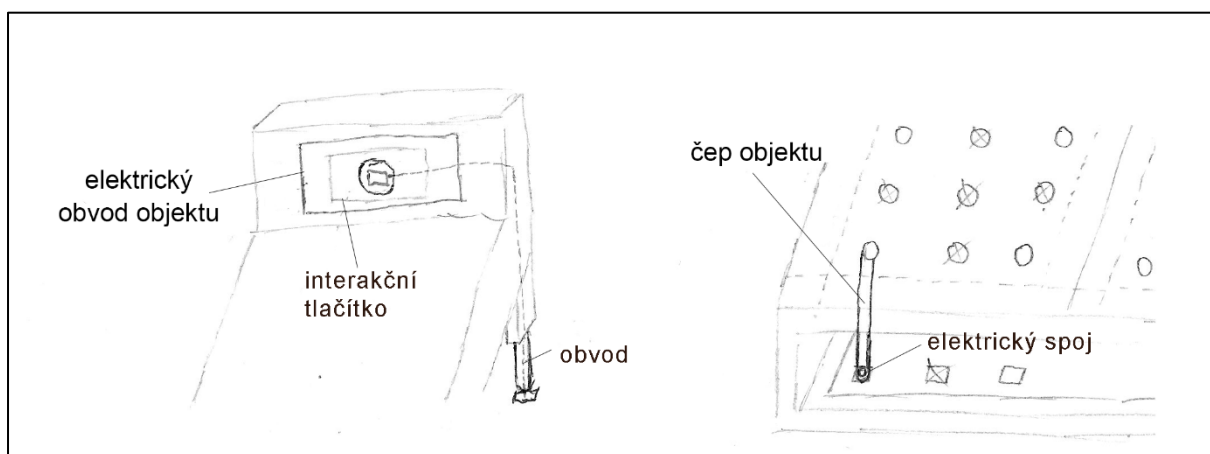 elektrický
obvod objektu
interakční
tlačítko
obvod
čep objektu
elektrický spoj